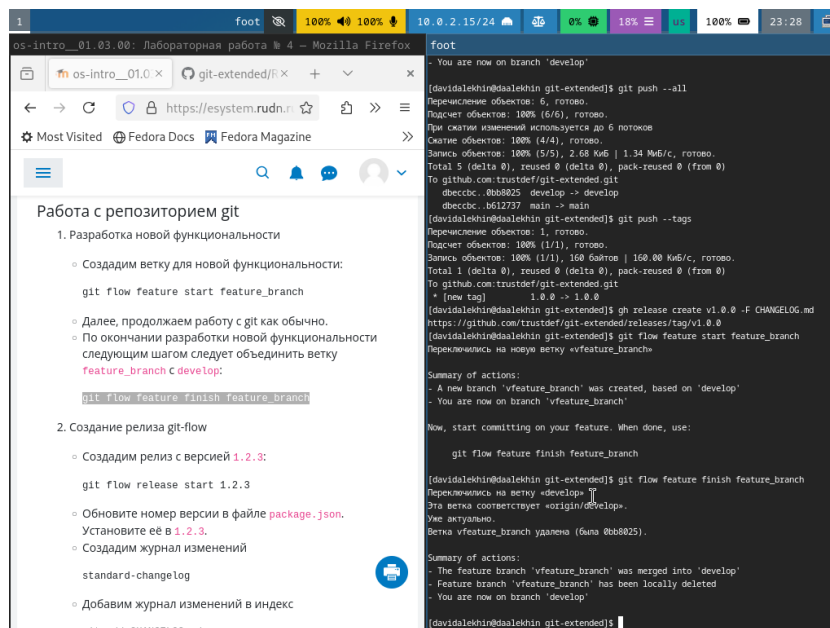 1
foot
100% 100%
10.0.2.15/24
0%
18%
us
100%
23:28
os-intro__01.03.00: Лабораторная работа № 4 — Mozilla Firefox
os-intro__01.0
git-extended/R
https://esystem.rudn.r
Most Visited
Fedora Docs
Fedora Magazine
Работа с репозиторием git
1. Разработка новой функциональности
Создадим ветку для новой функциональности:
git flow feature start feature_branch
Далее, продолжаем работу c git как обычно.
По окончании разработки новой функциональности
следующим шагом следует объединить ветку
feature_branch c develop:
git flow feature finish feature_branch
2. Создание релиза git-flow
Создадим релиз с версией 1.2.3:
git flow release start 1.2.3
Обновите номер версии в файле package.json.
Установите её в 1.2.3.
Создадим журнал изменений
standard-changelog
Добавим журнал изменений в индекс
foot
- You are now on branch 'develop'
[davidalekhin@daalekhin git-extended]$ git push --all
Перечисление объектов: 6, готово.
Подсчет объектов: 100% (6/6), готово.
При сжатии изменений используется до 6 потоков
Сжатие объектов: 100% (4/4), готово.
Запись объектов: 100% (5/5), 2.68 КиБ | 1.34 МиБ/с, готово.
Total 5 (delta 0), reused 0 (delta 0), pack-reused 0 (from 0)
To github.com:trustdef/git-extended.git
dbeccbc..0bb8025 develop -> develop
dbeccbc..b612737 main -> main
[davidalekhin@daalekhin git-extended]$ git push --tags
Перечисление объектов: 1, готово.
Подсчет объектов: 100% (1/1), готово.
Запись объектов: 100% (1/1), 160 байтов | 160.00 КиБ/с, готово.
Total 1 (delta 0), reused 0 (delta 0), pack-reused 0 (from 0)
To github.com:trustdef/git-extended.git
* [new tag] 1.0.0 -> 1.0.0
[davidalekhin@daalekhin git-extended]$ gh release create v1.0.0 -F CHANGELOG.md
https://github.com/trustdef/git-extended/releases/tag/v1.0.0
[davidalekhin@daalekhin git-extended]$ git flow feature start feature_branch
Переключились на новую ветку «vfeature_branch»
Summary of actions:
- A new branch 'vfeature_branch' was created, based on 'develop'
- You are now on branch 'vfeature_branch'
Now, start committing on your feature. When done, use:
git flow feature finish feature_branch
[davidalekhin@daalekhin git-extended]$ git flow feature finish feature_branch
Переключились на ветку «develop»
Эта ветка соответствует «origin/develop».
Уже актуально.
Ветка vfeature_branch удалена (была 0bb8025).
Summary of actions:
- The feature branch 'vfeature_branch' was merged into 'develop'
- Feature branch 'vfeature_branch' has been locally deleted
- You are now on branch 'develop'
[davidalekhin@daalekhin git-extended]$